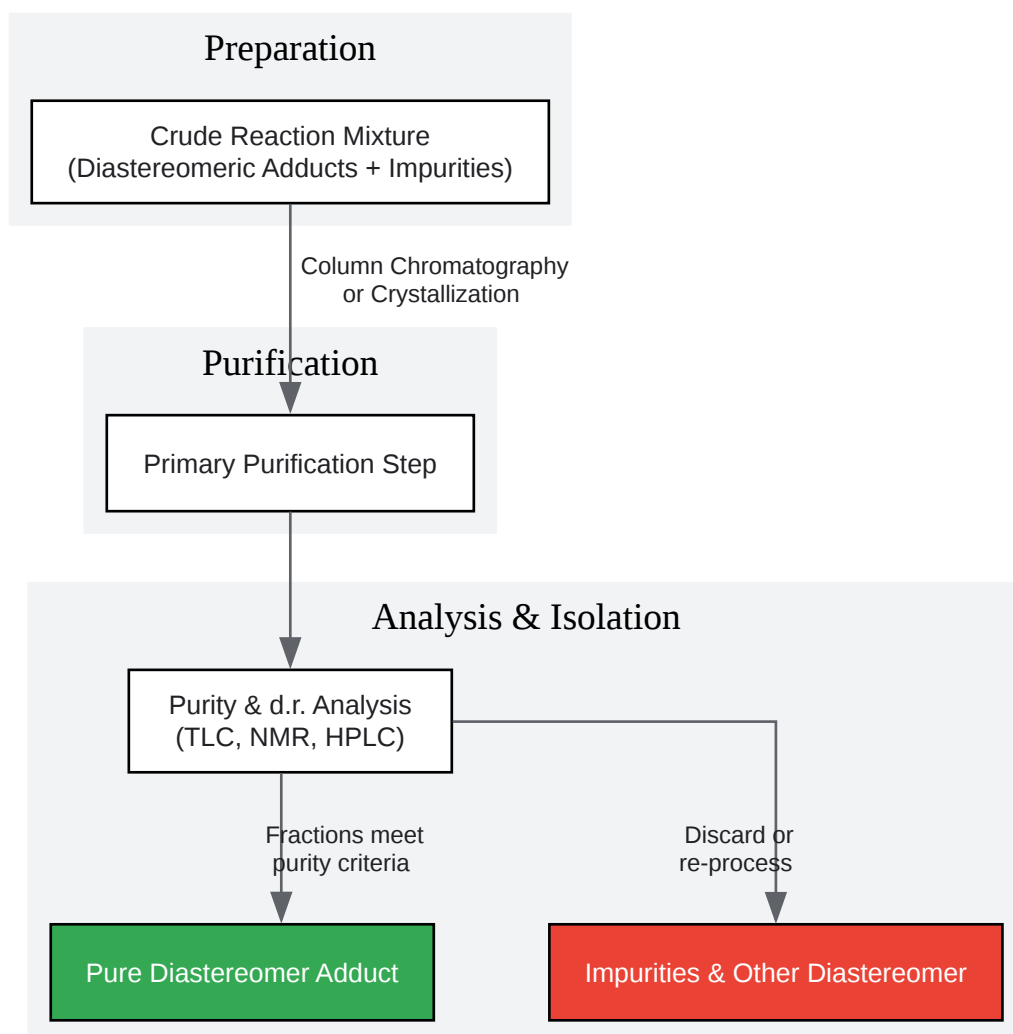 Preparation
Crude Reaction Mixture
(Diastereomeric Adducts + Impurities)
Column Chromatography
or Crystallization
Purification
Primary Purification Step
Analysis & Isolation
Purity & d.r. Analysis
(TLC, NMR, HPLC)
Fractions meet
purity criteria
Discard or
re-process
Pure Diastereomer Adduct
Impurities & Other Diastereomer